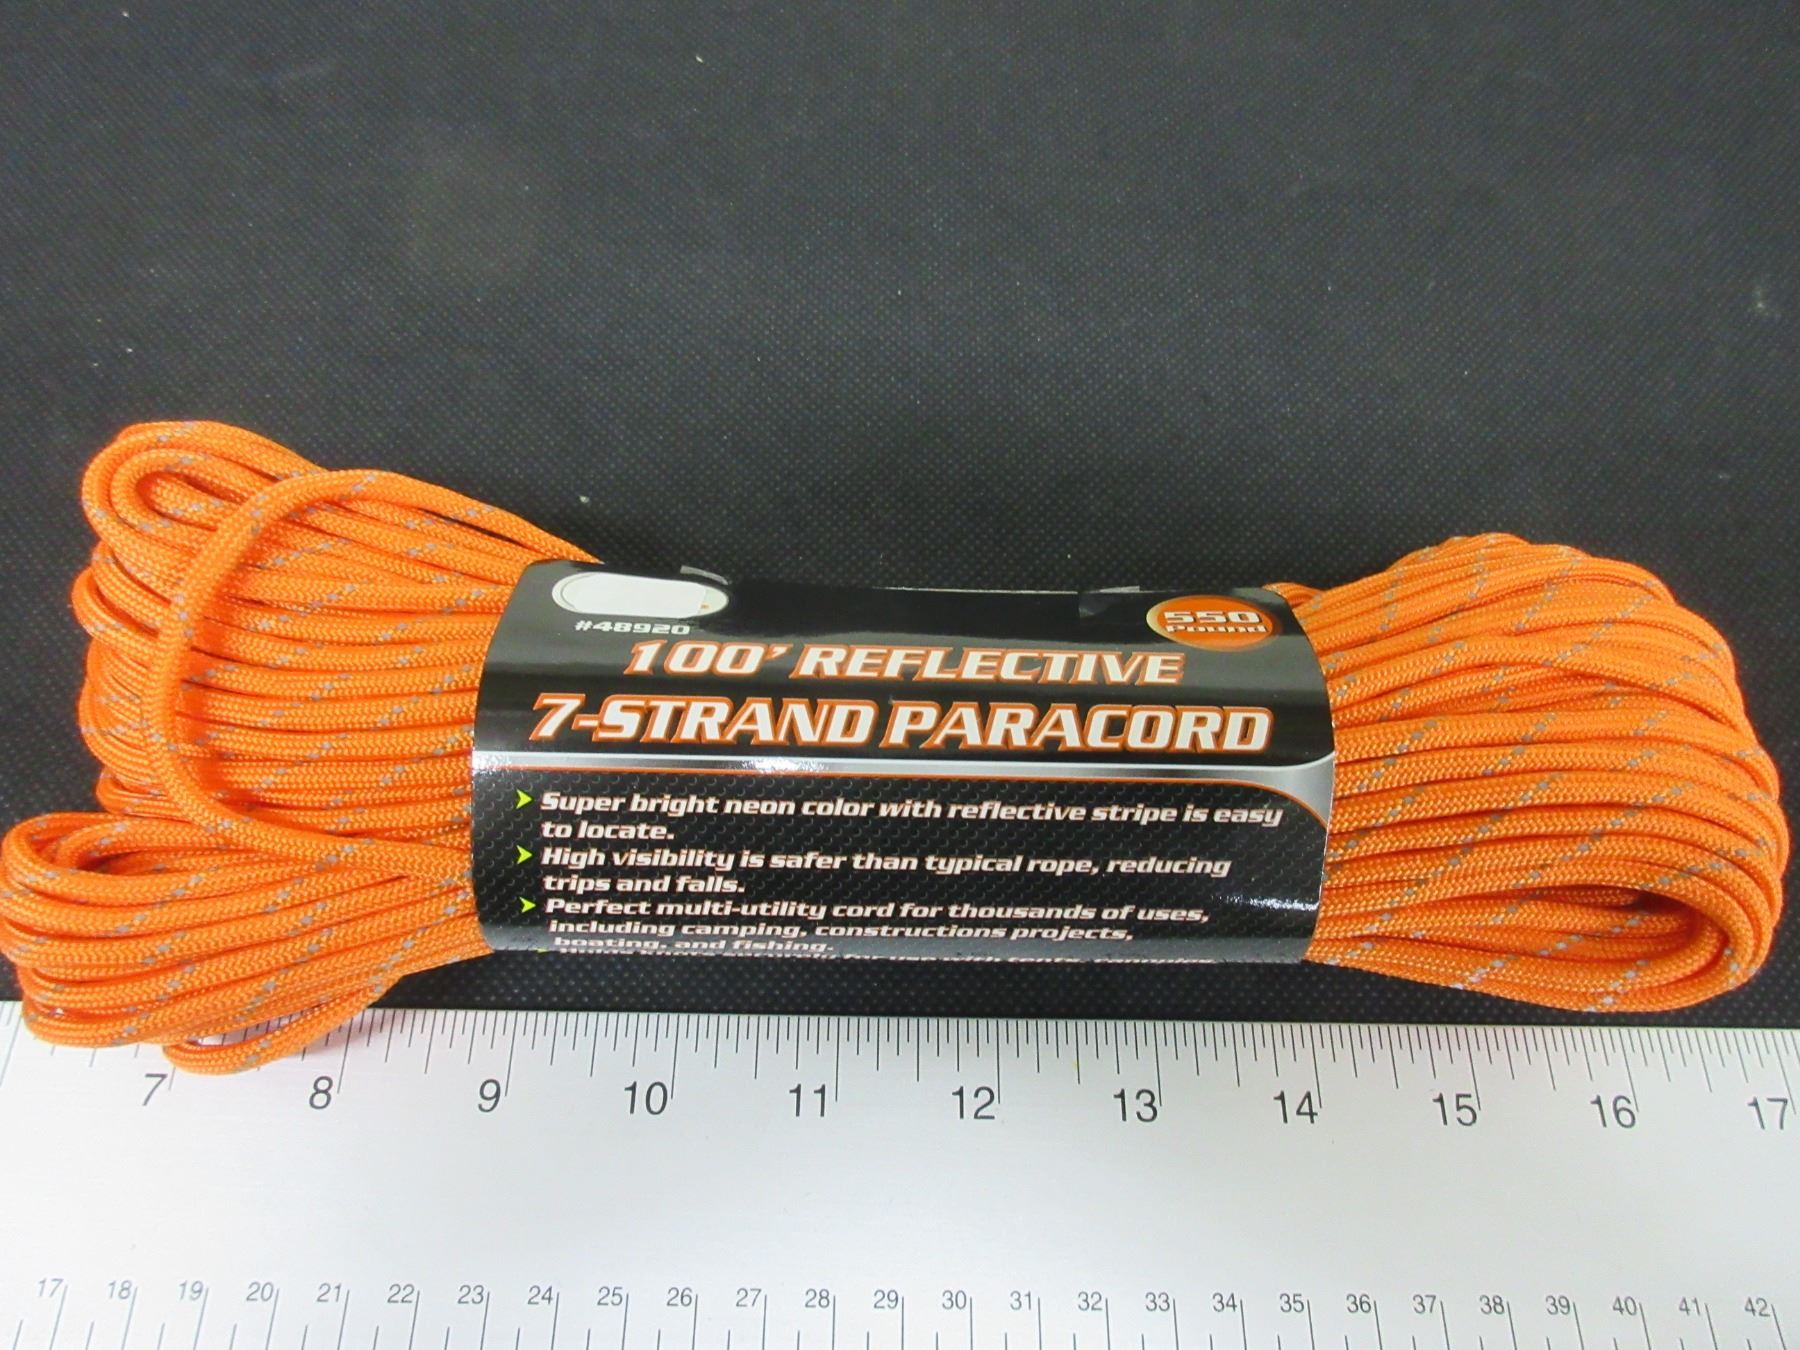 #48920
550
Pound
100' REFLECTIVE
7-STRAND PARACORD
Super bright neon color with reflective stripe is easy
to locate.
High visibility is safer than typical rope, reducing
trips and falls.
Perfect multi-utility cord for thousands of uses,
including camping, constructions projects,
boating, and fishing.
7 8 9 10 11 12 13 14 15 16 17
17 18 19 20 21 22 23 24 25 26 27 28 29 30 31 32 33 34 35 36 37 38 39 40 41 42